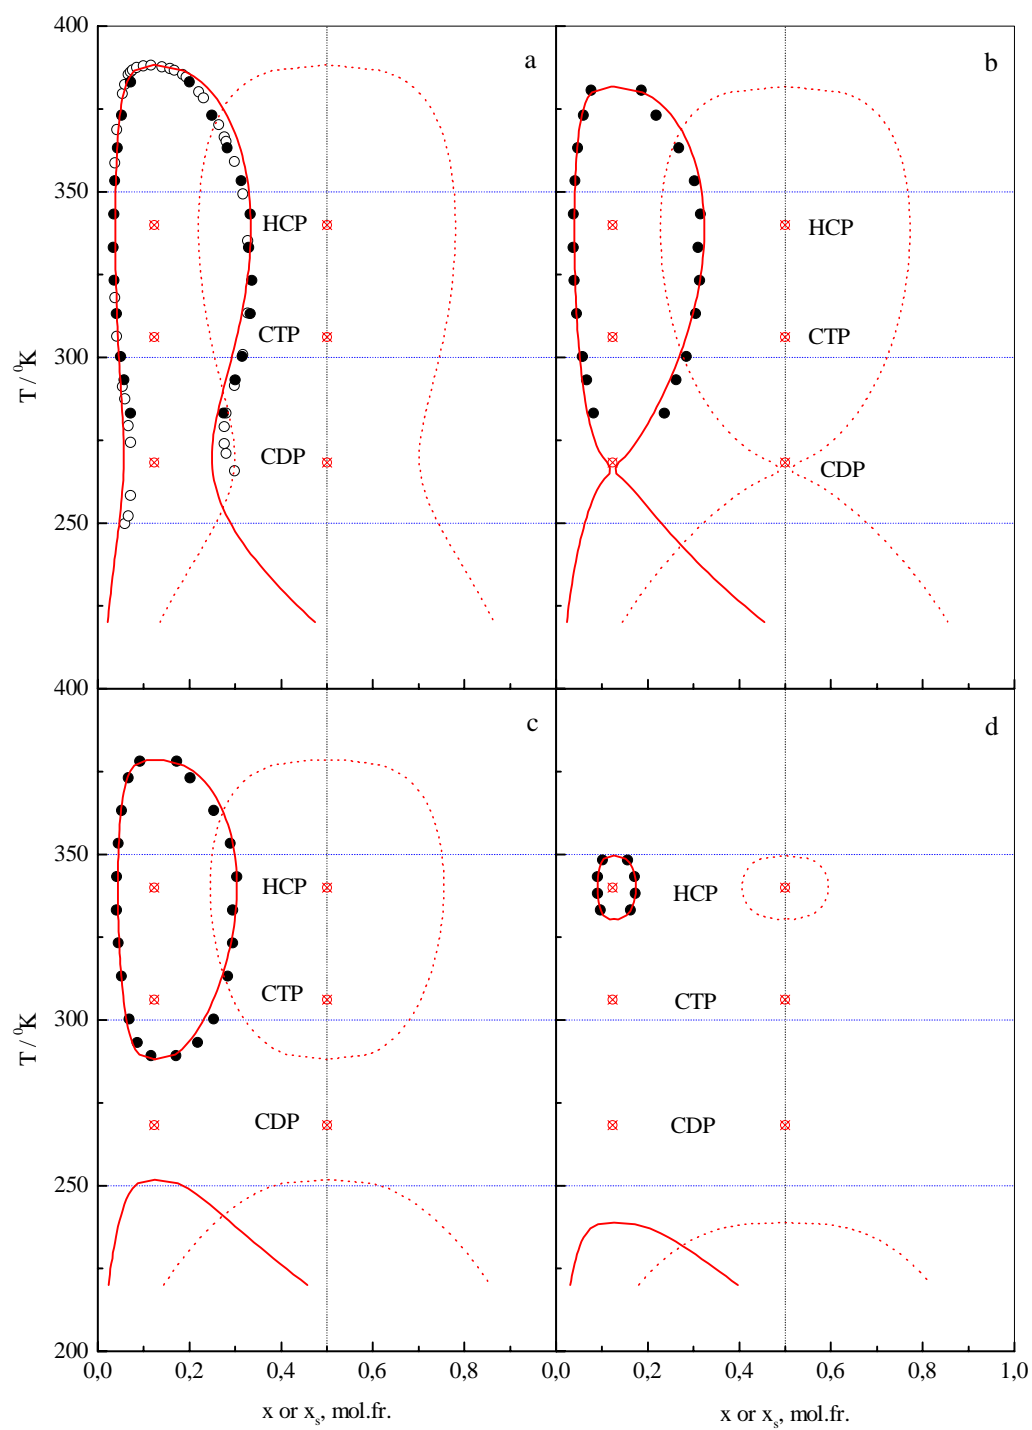 400
a
b
350
HCP
HCP
CTP
CTP
300
T / ⁰K
CDP
CDP
250
400
c
d
350
HCP
HCP
CTP
CTP
300
T / ⁰K
CDP
CDP
250
200
0,0 0,2 0,4 0,6 0,8 0,0 0,2 0,4 0,6 0,8 1,0
x or xₛ, mol.fr. x or xₛ, mol.fr.